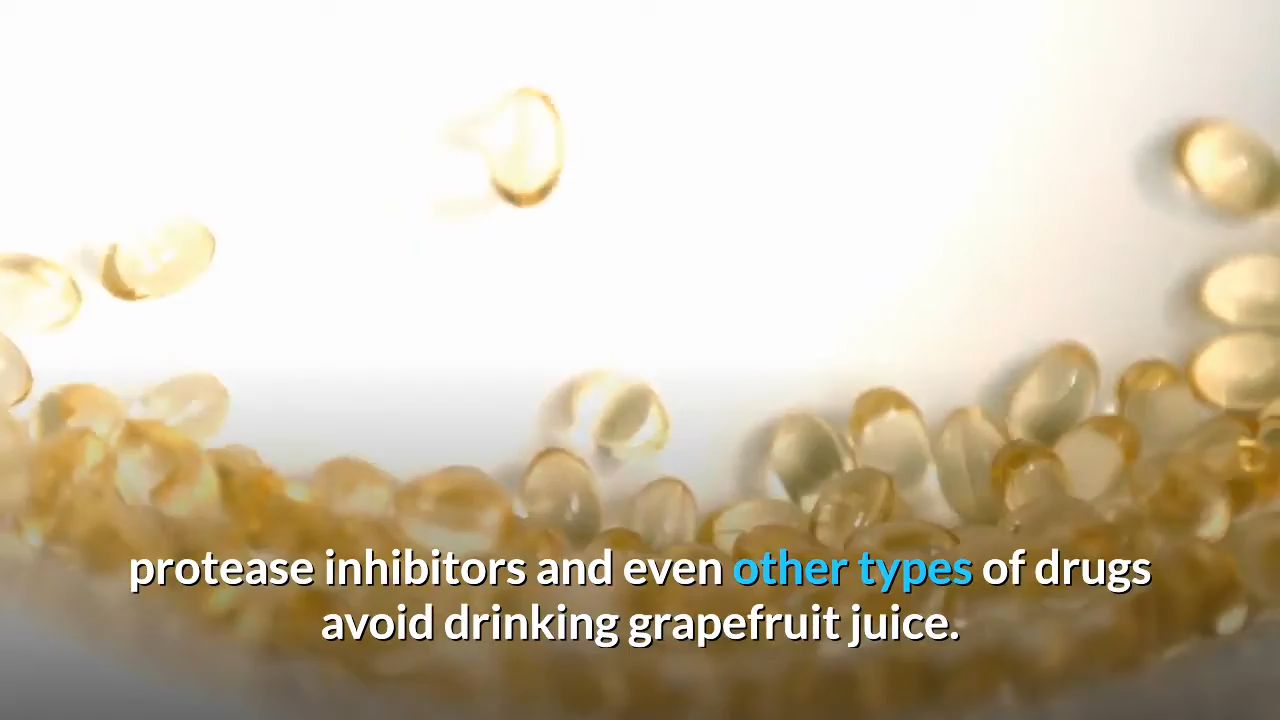 protease inhibitors and even other types of drugs
avoid drinking grapefruit juice.